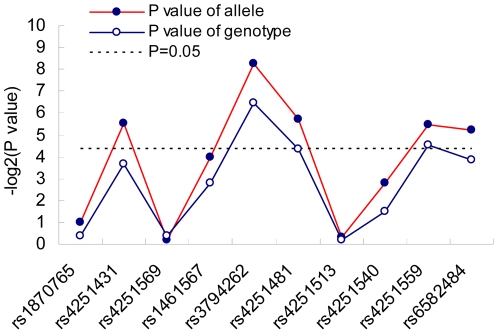 P value of allele
P value of genotype
P=0.05
-log2(P value)
10
9
8
7
6
5
4
3
2
1
0
rs1870765
rs4251431
rs4251569
rs1461567
rs3794262
rs4251481
rs4251513
rs4251540
rs4251559
rs6582484